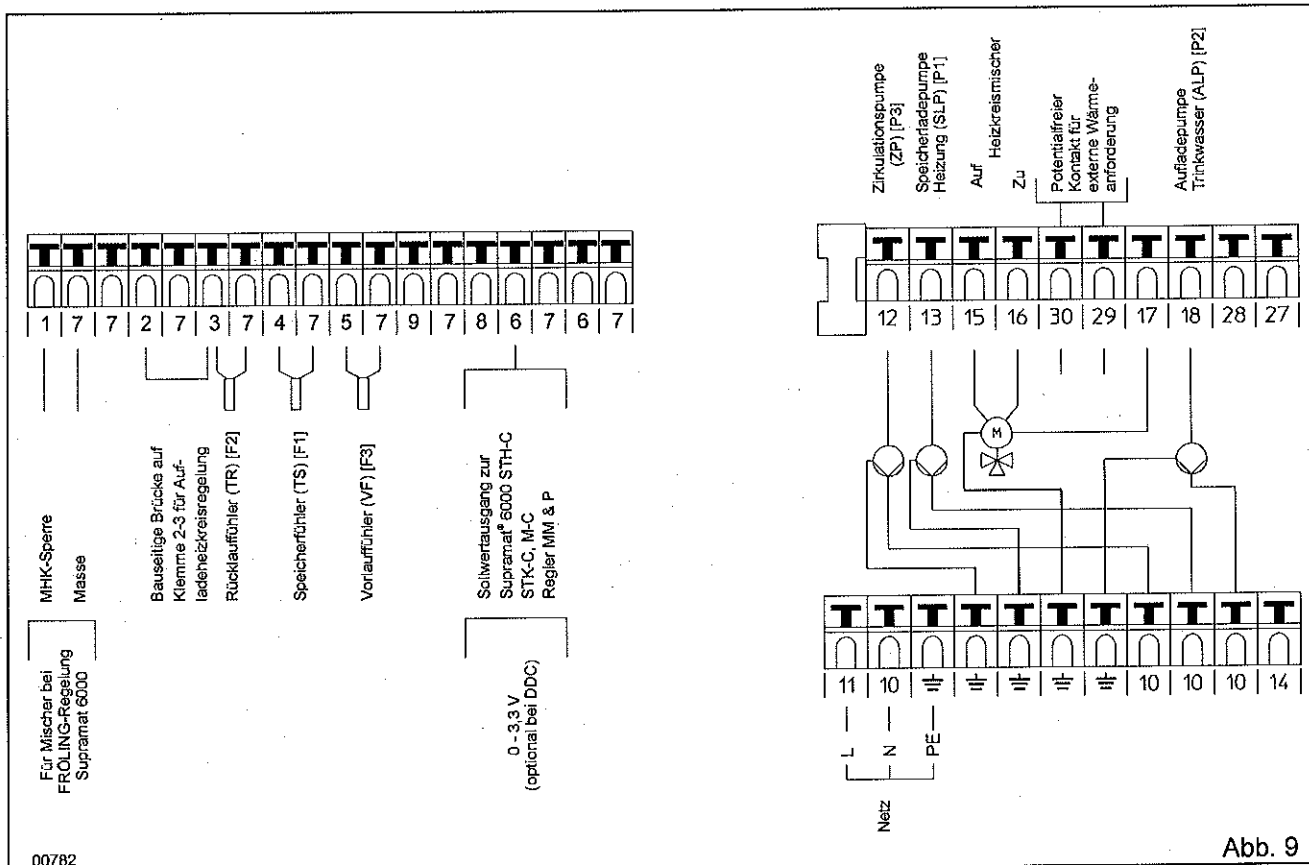 1 7 7 2 7 3 7 4 7 5 7 9 7 8 6 7 6 7
MHK-Sperre
Masse
Für Mischer bei
FRÖLING-Regelung
Supramat 6000
Bauseitige Brücke auf
Klemme 2-3 für Auf-
ladeheizkreisregelung
Rücklauffühler (TR) [F2]
Speicherfühler (TS) [F1]
Vorlauffühler (VF) [F3]
Sollwertausgang zur
Supramat® 6000 STH-C
STK-C, M-C
Regler MM & P
0 - 3,3 V
(optional bei DDC)
Zirkulationspumpe
(ZP) [P3]
Speicherladepumpe
Heizung (SLP) [P1]
Auf
Heizkreismischer
Zu
Potentialfreier
Kontakt für
externe Wärme-
anforderung
Aufladepumpe
Trinkwasser (ALP) [P2]
12 13 15 16 30 29 17 18 28 27
M
11 10 10 10 10 14
L
N
PE
Netz
00782
Abb. 9